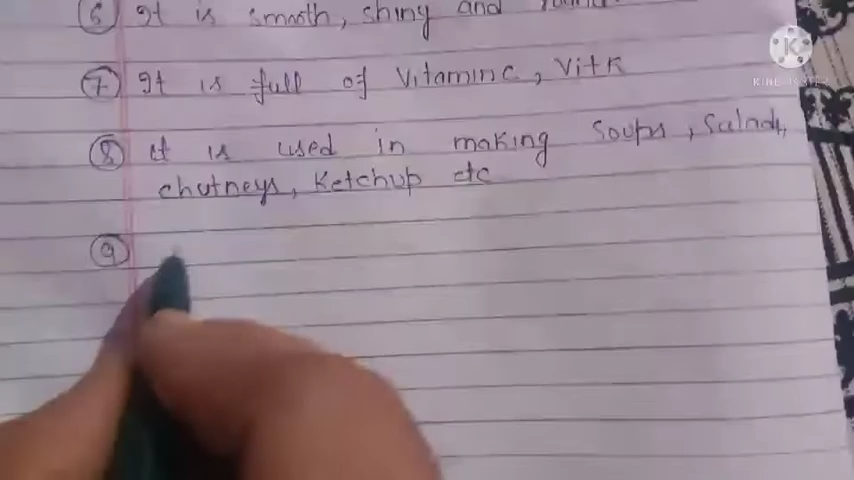 6 It is smooth, shiny and
7 It is full of Vitamin C, Vit K
8 It is used in making Soups, Salads,
chutneys, Ketchup etc
9
K
KINEMASTER